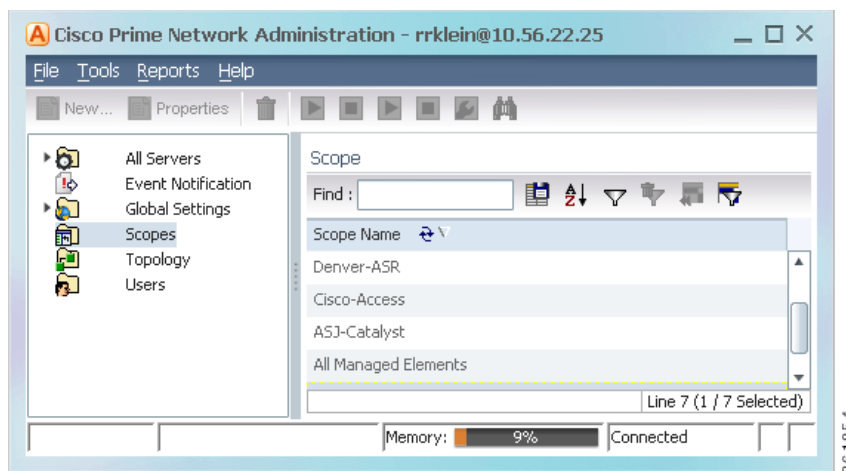 Cisco Prime Network Administration - rrklein@10.56.22.25
File Tools Reports Help
New... Properties
All Servers
Event Notification
Global Settings
Scopes
Topology
Users
Scope
Find :
Scope Name
Denver-ASR
Cisco-Access
ASJ-Catalyst
All Managed Elements
Line 7 (1 / 7 Selected)
Memory: 9% Connected